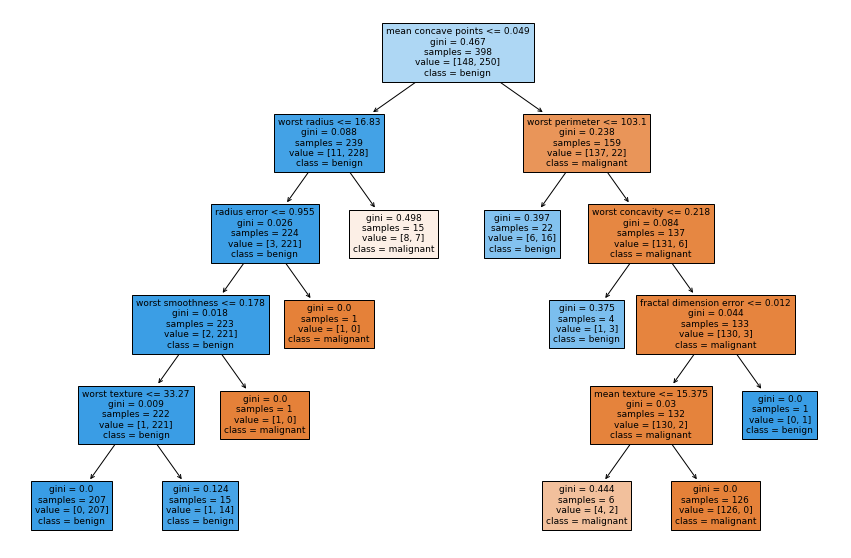 mean concave points <= 0.049
gini = 0.467
samples = 398
value = [148, 250]
class = benign
worst radius <= 16.83
gini = 0.088
samples = 239
value = [11, 228]
class = benign
worst perimeter <= 103.1
gini = 0.238
samples = 159
value = [137, 22]
class = malignant
radius error <= 0.955
gini = 0.026
samples = 224
value = [3, 221]
class = benign
gini = 0.498
samples = 15
value = [8, 7]
class = malignant
gini = 0.397
samples = 22
value = [6, 16]
class = benign
worst concavity <= 0.218
gini = 0.084
samples = 137
value = [131, 6]
class = malignant
worst smoothness <= 0.178
gini = 0.018
samples = 223
value = [2, 221]
class = benign
gini = 0.0
samples = 1
value = [1, 0]
class = malignant
gini = 0.375
samples = 4
value = [1, 3]
class = benign
fractal dimension error <= 0.012
gini = 0.044
samples = 133
value = [130, 3]
class = malignant
worst texture <= 33.27
gini = 0.009
samples = 222
value = [1, 221]
class = benign
gini = 0.0
samples = 1
value = [1, 0]
class = malignant
mean texture <= 15.375
gini = 0.03
samples = 132
value = [130, 2]
class = malignant
gini = 0.0
samples = 1
value = [0, 1]
class = benign
gini = 0.0
samples = 207
value = [0, 207]
class = benign
gini = 0.124
samples = 15
value = [1, 14]
class = benign
gini = 0.444
samples = 6
value = [4, 2]
class = malignant
gini = 0.0
samples = 126
value = [126, 0]
class = malignant